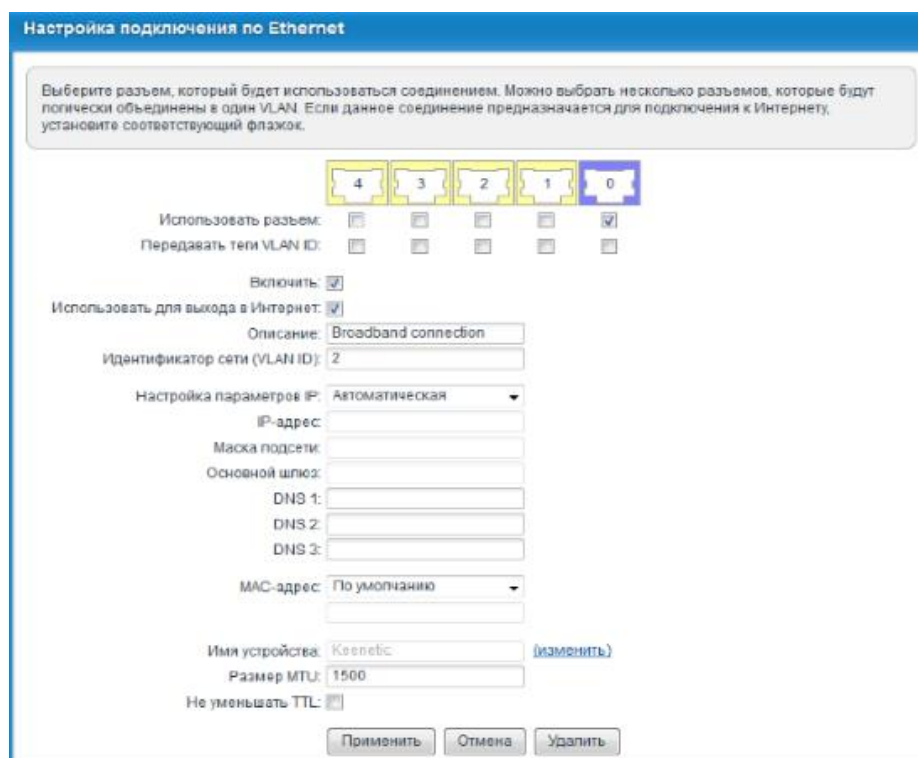 Настройка подключения по Ethernet
Выберите разъем, который будет использоваться соединением. Можно выбрать несколько разъемов, которые будут
логически объединены в один VLAN. Если данное соединение предназначается для подключения к Интернету,
установите соответствующий флажок.
4 3 2 1 0
Использовать разъем:
Передавать теги VLAN ID:
Включить:
Использовать для выхода в Интернет:
Описание: Broadband connection
Идентификатор сети (VLAN ID): 2
Настройка параметров IP: Автоматическая
IP-адрес:
Маска подсети:
Основной шлюз:
DNS 1:
DNS 2:
DNS 3:
MAC-адрес: По умолчанию
Имя устройства: Keenetic (изменить)
Размер MTU: 1500
Не уменьшать TTL:
Применить Отмена Удалить